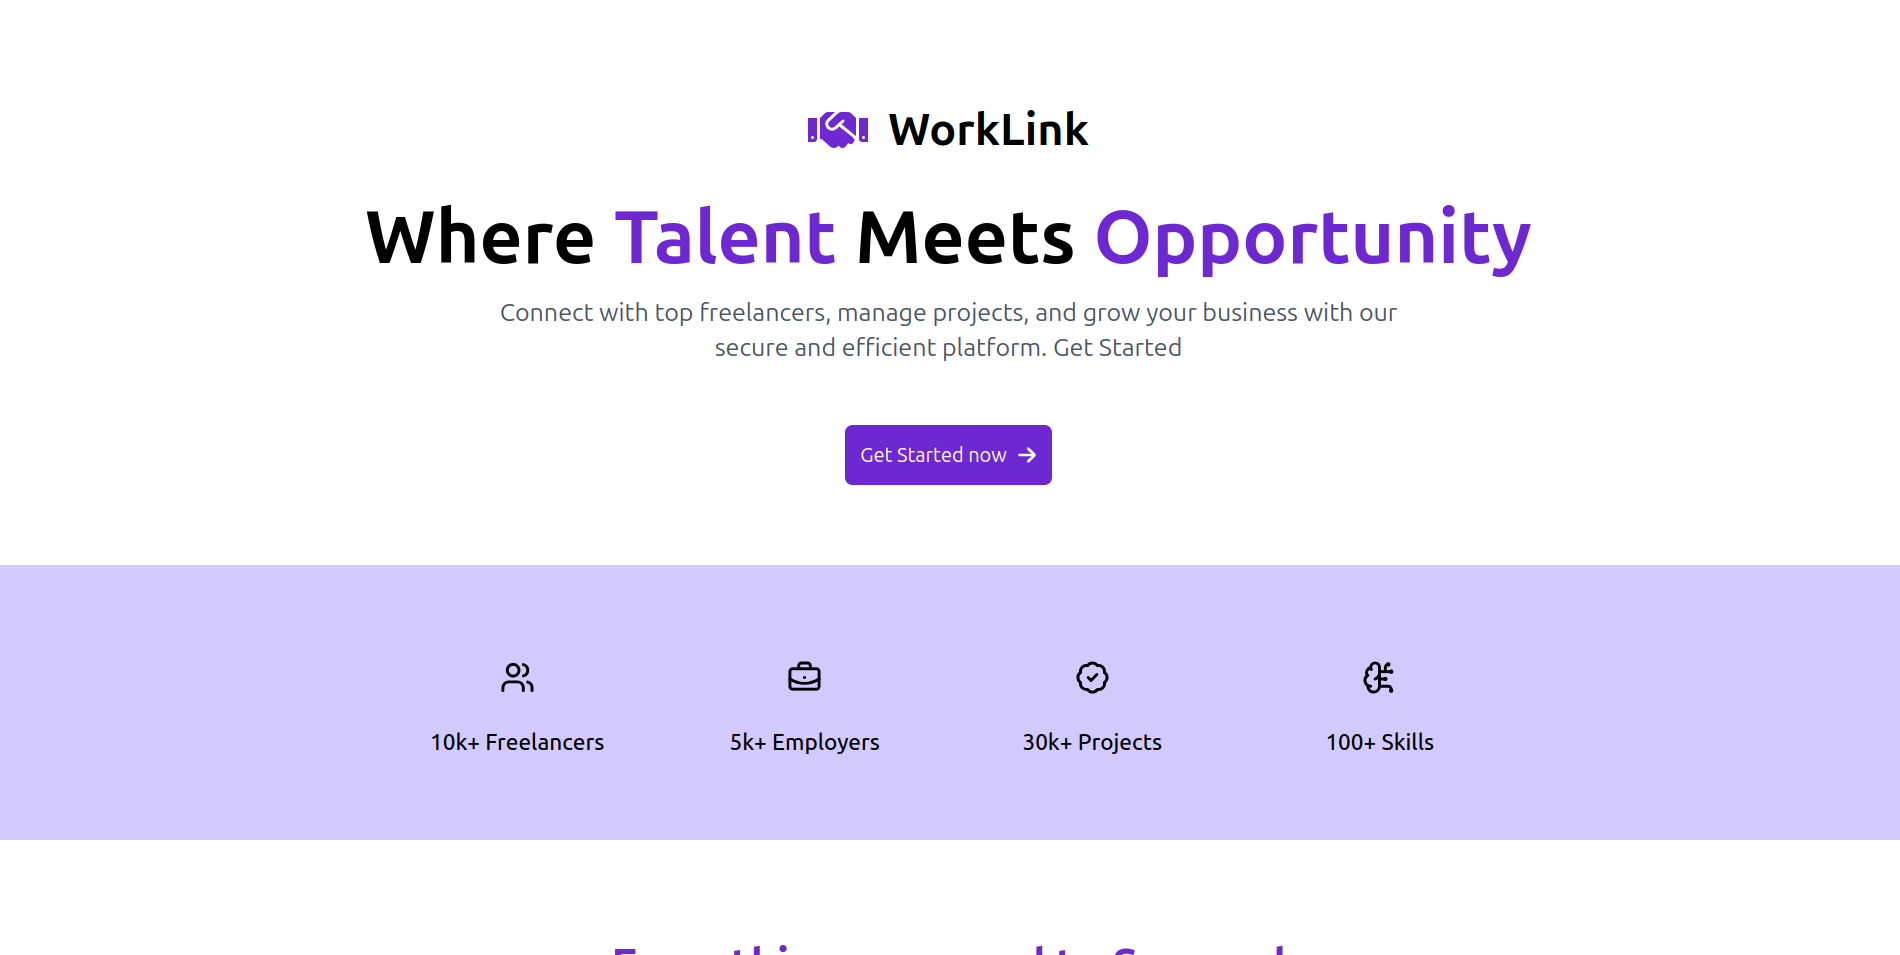 WorkLink
Where Talent Meets Opportunity
Connect with top freelancers, manage projects, and grow your business with our
secure and efficient platform. Get Started
Get Started now
10k+ Freelancers
5k+ Employers
30k+ Projects
100+ Skills